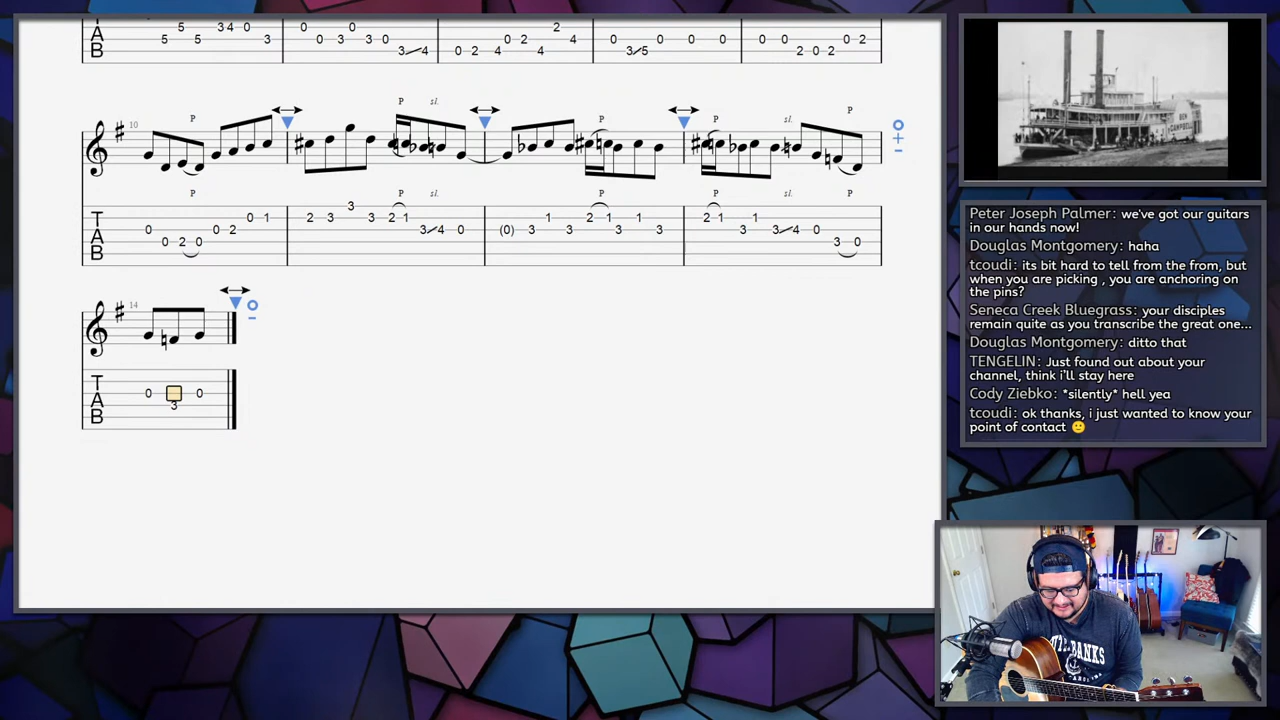 5 5 5 3 4 0 3 0 0 3 0 3 0 3 4 0 2 4 0 2 4 2 4 0 3 5 0 0 0 0 0 2 0 2 0 2
T
A
B
10
P
P sl.
P
P sl. P
P
P sl.
P
P sl. P
T
A
B
0 0 2 0 0 2 0 1 2 3 3 3 2 1 3 4 0 (0) 3 1 3 2 1 3 1 3 2 1 3 1 3 4 0 3 0
14
T
A
B
0 3 0
BEN
CAMPBELL
Peter Joseph Palmer: we've got our guitars
in our hands now!
Douglas Montgomery: haha
tcoudi: its bit hard to tell from the from, but
when you are picking , you are anchoring on
the pins?
Seneca Creek Bluegrass: your disciples
remain quite as you transcribe the great one...
Douglas Montgomery: ditto that
TENGELIN: Just found out about your
channel, think i'll stay here
Cody Ziebko: *silently* hell yea
tcoudi: ok thanks, i just wanted to know your
point of contact 🙂
BANKS